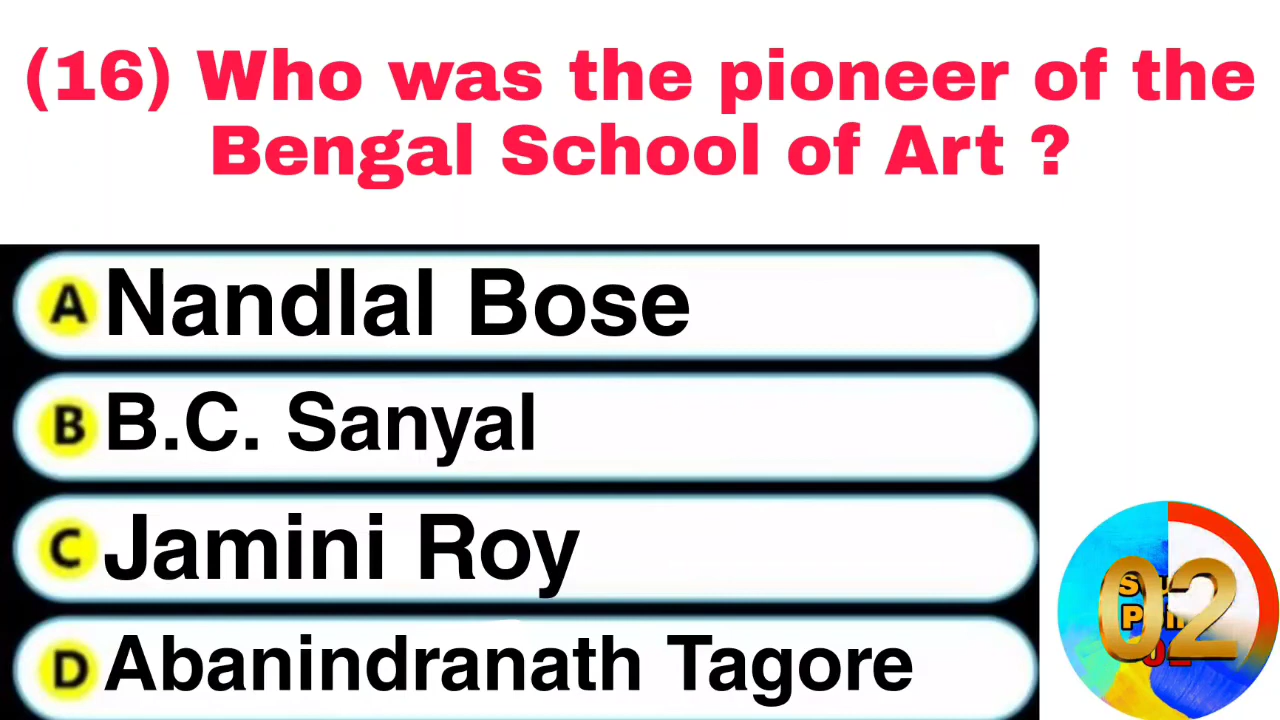 (16) Who was the pioneer of the
Bengal School of Art ?
A Nandlal Bose
B B.C. Sanyal
C Jamini Roy
D Abanindranath Tagore
02